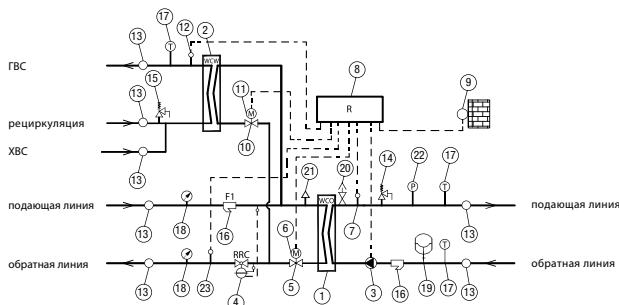 13 17 12 2
ГВС
WCW
8
9
15 11
R
13
рециркуляция
M
10
ХВС
13
21 20 14 22 17
F1 WCO P T
подающая линия
подающая линия
13 18 16 6 7 13
RRC M T
обратная линия
обратная линия
13 18 23 4 5 1 3 16 19 17 13
T